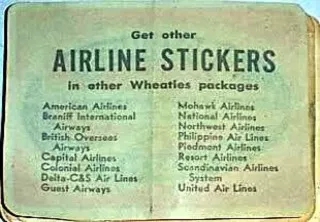 Get other
AIRLINE STICKERS
in other Wheaties packages
American Airlines
Braniff International
Airways
British Overseas
Airways
Capital Airlines
Colonial Airlines
Delta-C&S Air Lines
Guest Airways
Mohawk Airlines
National Airlines
Northwest Airlines
Philippine Air Lines
Piedmont Airlines
Resort Airlines
Scandinavian Airlines
System
United Air Lines